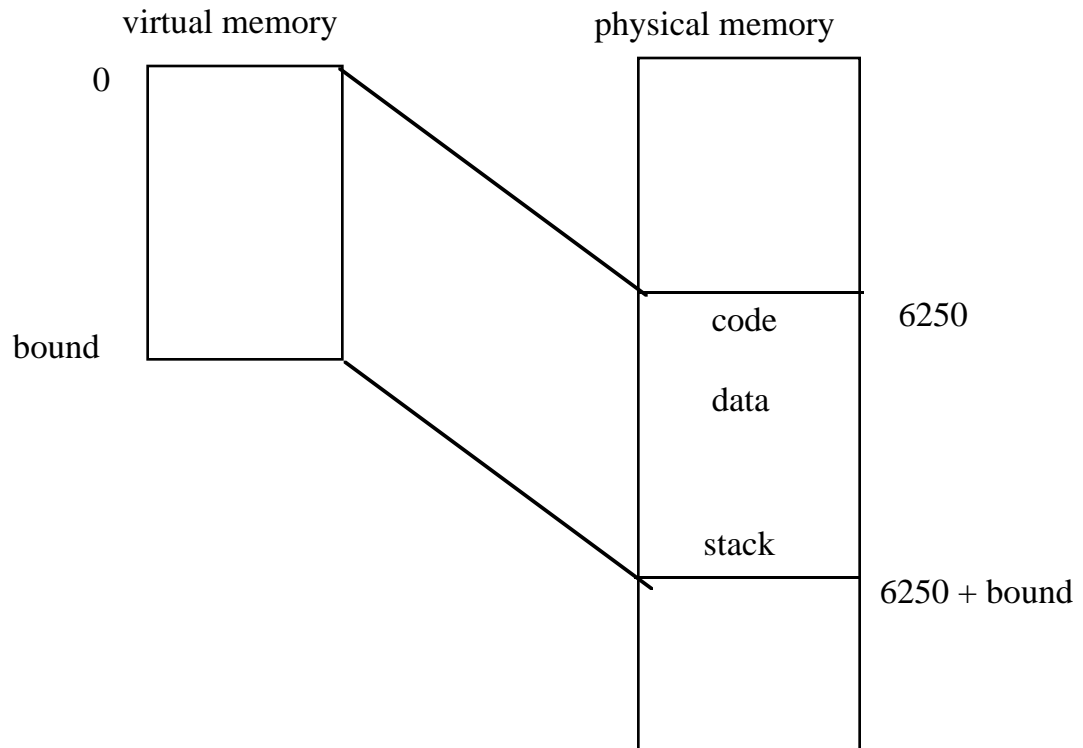 virtual memory
physical memory
0
code
6250
bound
data
stack
6250 + bound